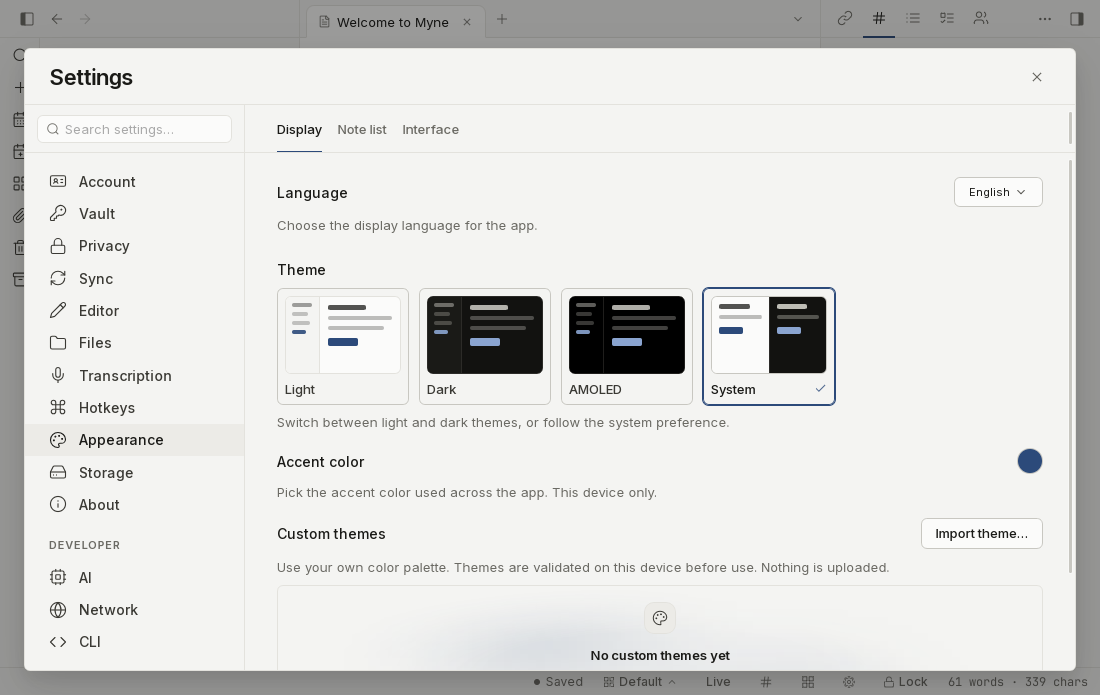 Welcome to Myne
Settings
Search settings...
Display
Note list
Interface
Account
Vault
Privacy
Sync
Editor
Files
Transcription
Hotkeys
Appearance
Storage
About
DEVELOPER
AI
Network
CLI
Language
English
Choose the display language for the app.
Theme
Light
Dark
AMOLED
System
Switch between light and dark themes, or follow the system preference.
Accent color
Pick the accent color used across the app. This device only.
Custom themes
Import theme...
Use your own color palette. Themes are validated on this device before use. Nothing is uploaded.
No custom themes yet
Saved
Default
Live
Lock
61 words · 339 chars